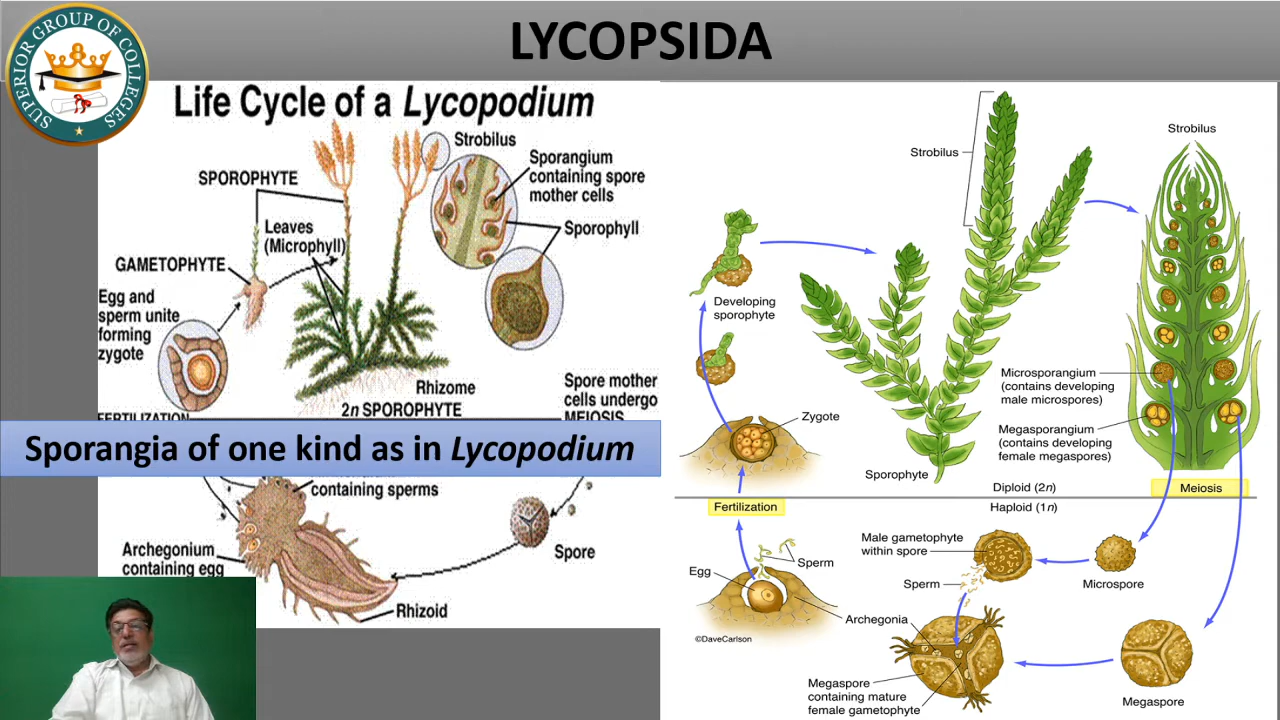 LYCOPSIDA
SUPERIOR GROUP OF COLLEGES
Life Cycle of a Lycopodium
Strobilus
Sporangium
containing spore
mother cells
SPOROPHYTE
Leaves
(Microphyll)
Sporophyll
GAMETOPHYTE
Egg and
sperm unite
forming
zygote
Rhizome
2n SPOROPHYTE
Spore mother
cells undergo
MEIOSIS
FERTILIZATION
Sporangia of one kind as in Lycopodium
containing sperms
Archegonium
containing egg
Spore
Rhizoid
Strobilus
Strobilus
Developing
sporophyte
Microsporangium
(contains developing
male microspores)
Megasporangium
(contains developing
female megaspores)
Zygote
Sporophyte
Diploid (2n)
Meiosis
Fertilization
Haploid (1n)
Male gametophyte
within spore
Sperm
Sperm
Egg
Microspore
Archegonia
©DaveCarlson
Megaspore
containing mature
female gametophyte
Megaspore